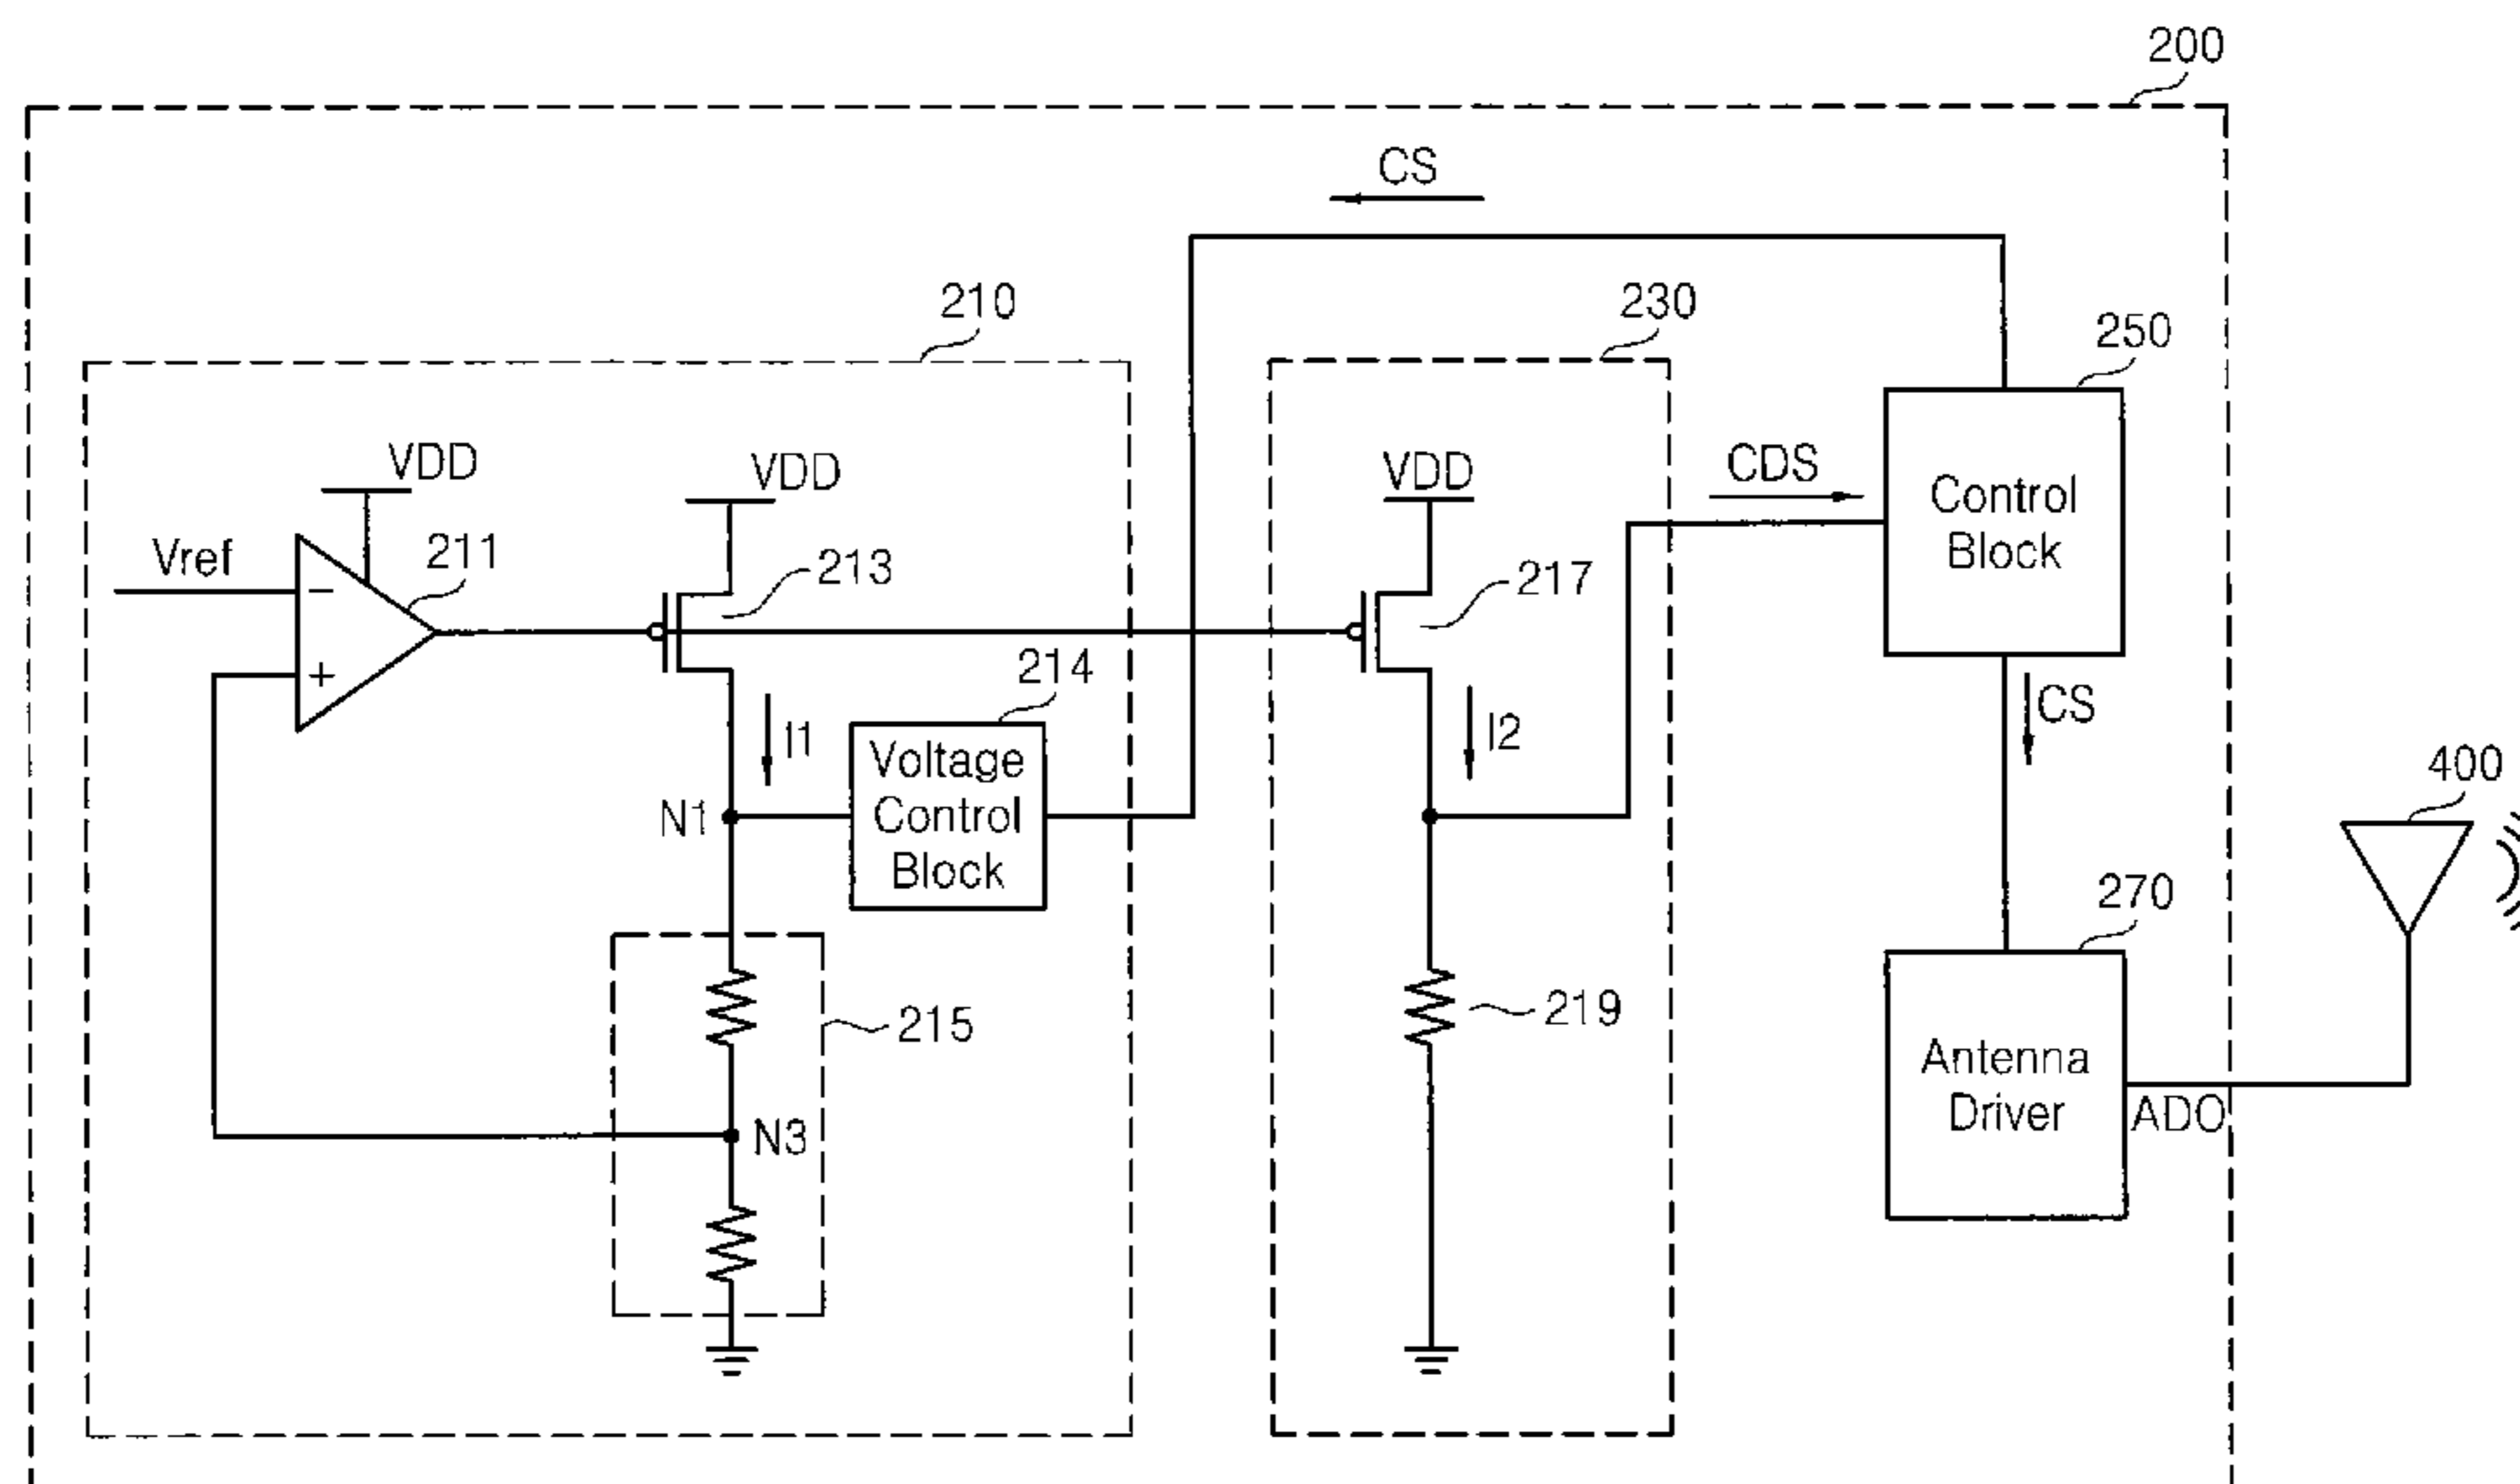 200
CS
210
230
250
VDD
VDD
VDD
CDS
Control
Block
Vref
−
211
213
217
+
214
CS
I1
I2
Voltage
Control
Block
N1
400
270
215
219
Antenna
Driver
ADO
N3